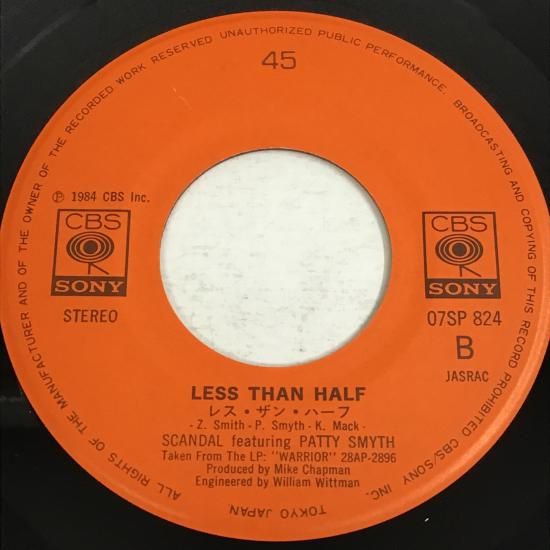 ALL RIGHTS OF THE MANUFACTURER AND OF THE OWNER OF THE RECORDED WORK RESERVED UNAUTHORIZED PUBLIC PERFORMANCE, BROADCASTING AND COPYING OF THIS RECORD PROHIBITED CBS/SONY INC.
TOKYO JAPAN
45
Ⓟ 1984 CBS Inc.
CBS
SONY
STEREO
CBS
SONY
07SP 824
B
JASRAC
LESS THAN HALF
レス・ザン・ハーフ
- Z. Smith - P. Smyth - K. Mack -
SCANDAL featuring PATTY SMYTH
Taken From The LP: "WARRIOR" 28AP-2896
Produced by Mike Chapman
Engineered by William Wittman